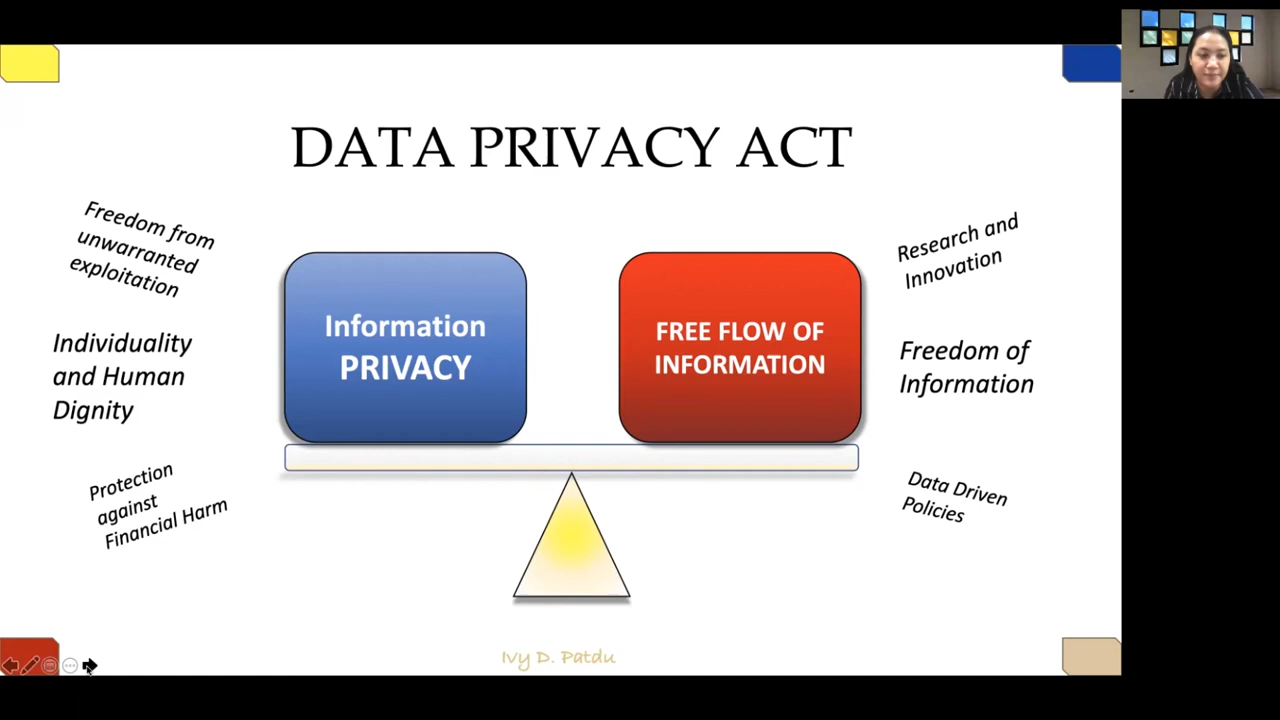 DATA PRIVACY ACT
Freedom from
unwarranted
exploitation
Individuality
and Human
Dignity
Protection
against
Financial Harm
Information
PRIVACY
FREE FLOW OF
INFORMATION
Research and
Innovation
Freedom of
Information
Data Driven
Policies
Ivy D. Patdu